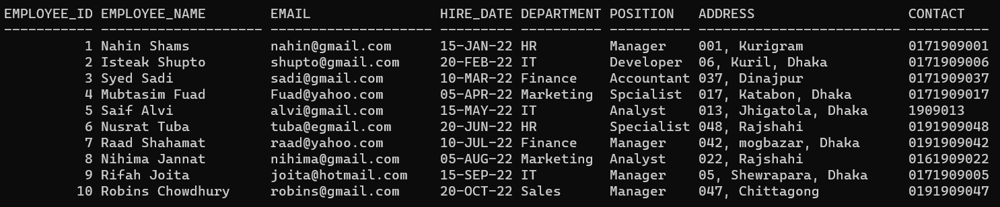 EMPLOYEE_ID EMPLOYEE_NAME        EMAIL                HIRE_DATE DEPARTMENT POSITION   ADDRESS                   CONTACT
----------- -------------------- -------------------- --------- ---------- ---------- ------------------------- ----------
          1 Nahin Shams          nahin@gmail.com      15-JAN-22 HR         Manager    001, Kurigram             0171909001
          2 Isteak Shupto        shupto@gmail.com     20-FEB-22 IT         Developer  06, Kuril, Dhaka          0171909006
          3 Syed Sadi            sadi@gmail.com       10-MAR-22 Finance    Accountant 037, Dinajpur             0171909037
          4 Mubtasim Fuad        Fuad@yahoo.com       05-APR-22 Marketing  Spcialist  017, Katabon, Dhaka       0171909017
          5 Saif Alvi            alvi@gmail.com       15-MAY-22 IT         Analyst    013, Jhigatola, Dhaka     1909013
          6 Nusrat Tuba          tuba@egmail.com      20-JUN-22 HR         Specialist 048, Rajshahi             0191909048
          7 Raad Shahamat        raad@yahoo.com       10-JUL-22 Finance    Manager    042, mogbazar, Dhaka      0191909042
          8 Nihima Jannat        nihima@gmail.com     05-AUG-22 Marketing  Analyst    022, Rajshahi             0161909022
          9 Rifah Joita          joita@hotmail.com    15-SEP-22 IT         Manager    05, Shewrapara, Dhaka     0171909005
         10 Robins Chowdhury     robins@gmail.com     20-OCT-22 Sales      Manager    047, Chittagong           0191909047